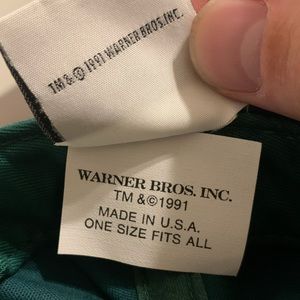 TM & © 1991 WARNER BROS. INC.
WARNER BROS. INC.
TM &©1991
MADE IN U.S.A.
ONE SIZE FITS ALL